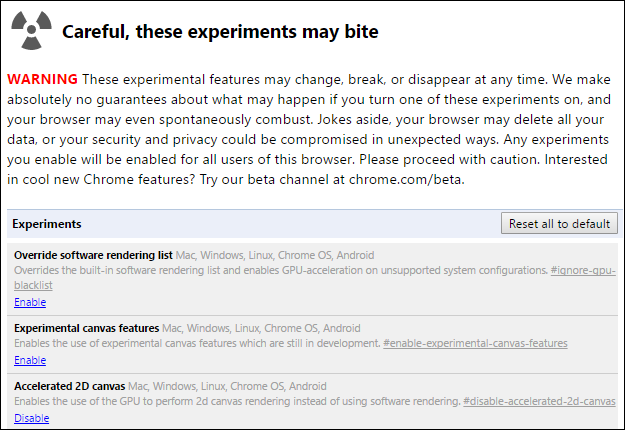 Careful, these experiments may bite
WARNING These experimental features may change, break, or disappear at any time. We make
absolutely no guarantees about what may happen if you turn one of these experiments on, and
your browser may even spontaneously combust. Jokes aside, your browser may delete all your
data, or your security and privacy could be compromised in unexpected ways. Any experiments
you enable will be enabled for all users of this browser. Please proceed with caution. Interested
in cool new Chrome features? Try our beta channel at chrome.com/beta.
Experiments Reset all to default
Override software rendering list Mac, Windows, Linux, Chrome OS, Android
Overrides the built-in software rendering list and enables GPU-acceleration on unsupported system configurations. #ignore-gpu-
blacklist
Enable
Experimental canvas features Mac, Windows, Linux, Chrome OS, Android
Enables the use of experimental canvas features which are still in development. #enable-experimental-canvas-features
Enable
Accelerated 2D canvas Mac, Windows, Linux, Chrome OS, Android
Enables the use of the GPU to perform 2d canvas rendering instead of using software rendering. #disable-accelerated-2d-canvas
Disable